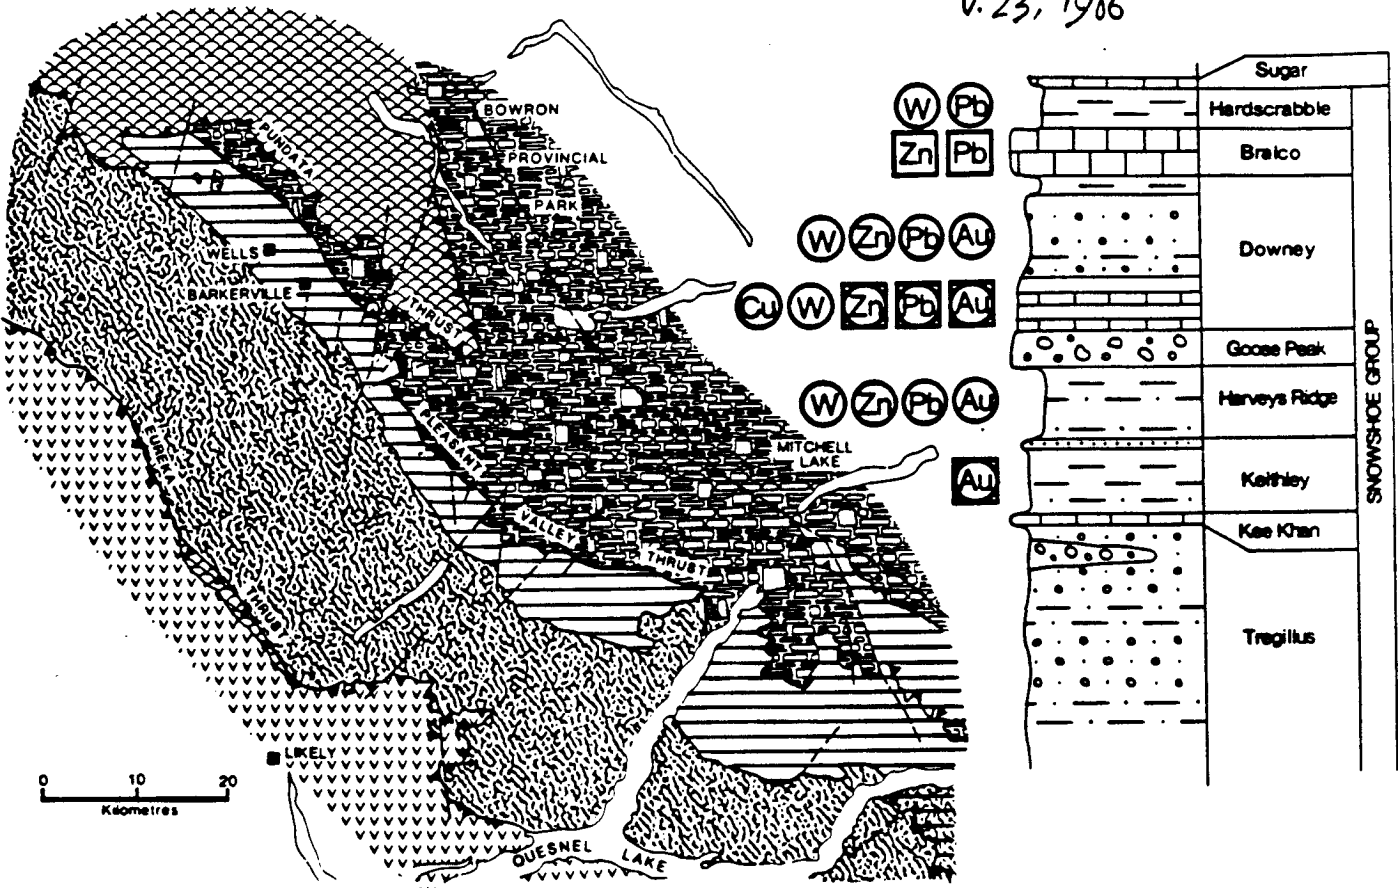 v. 23, 1986
BOWRON
PROVINCIAL
PARK
PUNDATA
THRUST
WELLS
BARKERVILLE
PLEASANT
VALLEY
THRUST
EUREKA
THRUST
MITCHELL
LAKE
LIKELY
QUESNEL LAKE
0 10 20
Kilometres
Sugar
W Pb
Hardscrabble
Zn Pb
Bralco
W Zn Pb Au
Downey
Cu W Zn Pb Au
Goose Peak
W Zn Pb Au
Harveys Ridge
Au
Keithley
Kee Khan
Tregillus
SNOWSHOE GROUP